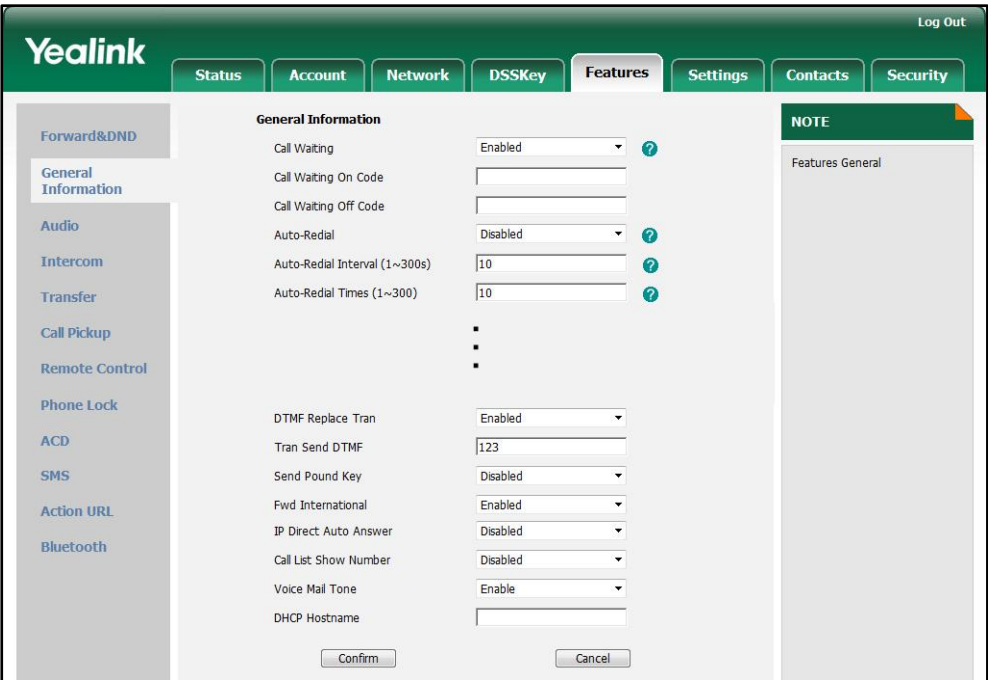 Log Out
Yealink
Status Account Network DSSKey Features Settings Contacts Security
Forward&DND
General
Information
Audio
Intercom
Transfer
Call Pickup
Remote Control
Phone Lock
ACD
SMS
Action URL
Bluetooth
General Information
Call Waiting Enabled ?
Call Waiting On Code
Call Waiting Off Code
Auto-Redial Disabled ?
Auto-Redial Interval (1~300s) 10 ?
Auto-Redial Times (1~300) 10 ?
DTMF Replace Tran Enabled
Tran Send DTMF 123
Send Pound Key Disabled
Fwd International Enabled
IP Direct Auto Answer Disabled
Call List Show Number Disabled
Voice Mail Tone Enable
DHCP Hostname
Confirm Cancel
NOTE
Features General